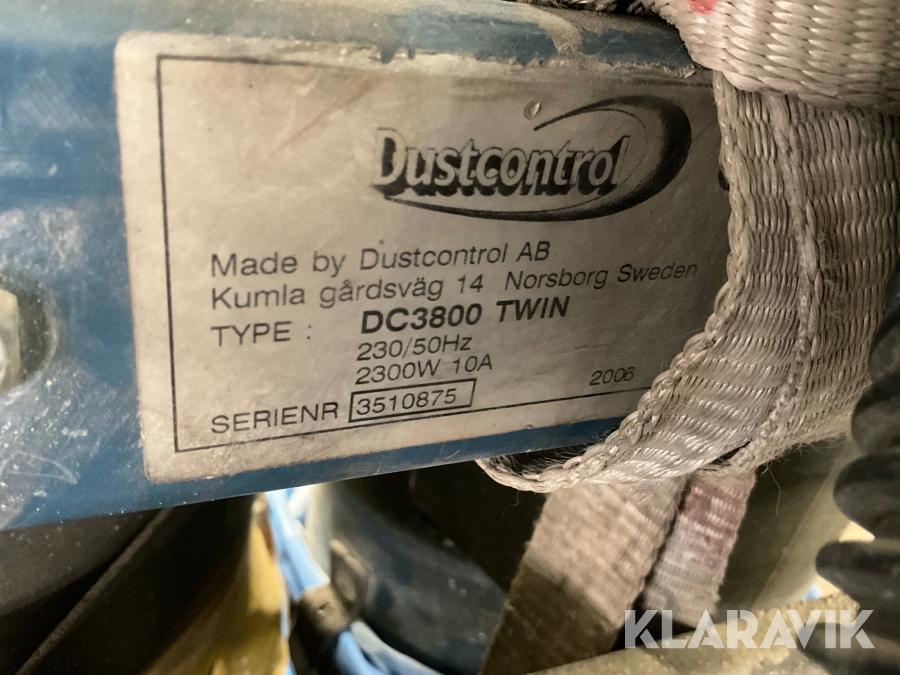 Dustcontrol
Made by Dustcontrol AB
Kumla gårdsväg 14 Norsborg Sweden
TYPE : DC3800 TWIN
230/50Hz
2300W 10A
2006
SERIENR 3510875
KLARAVIK